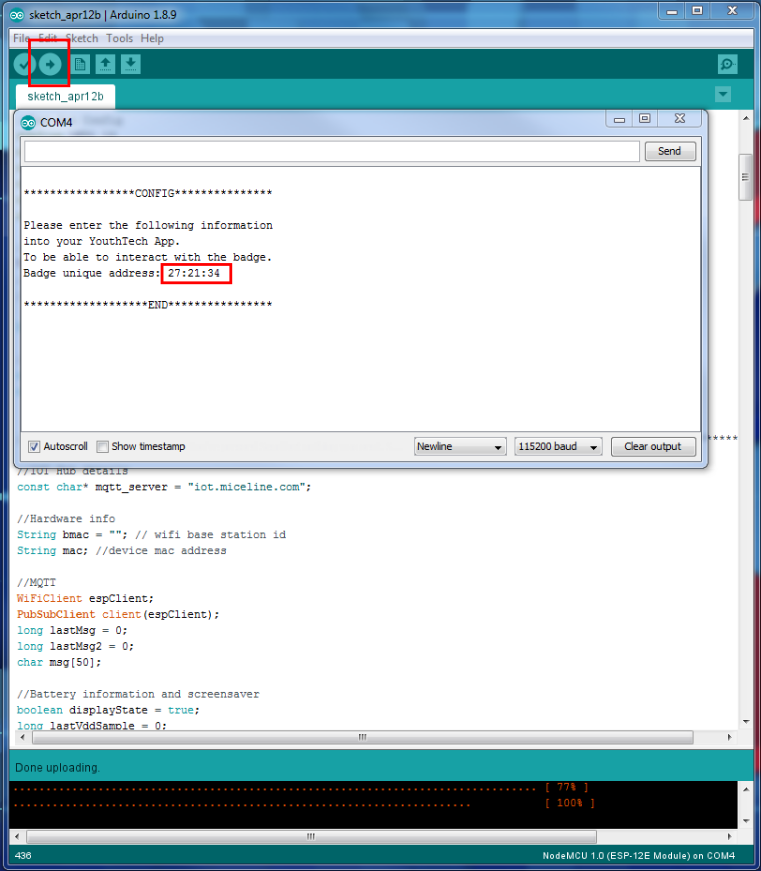 sketch_apr12b | Arduino 1.8.9
File Edit Sketch Tools Help
sketch_apr12b
COM4
Send
*****************CONFIG***************
Please enter the following information
into your YouthTech App.
To be able to interact with the badge.
Badge unique address: 27:21:34
*******************END****************
Autoscroll Show timestamp Newline 115200 baud Clear output
*****
//IOT Hub details
const char* mqtt_server = "iot.miceline.com";
//Hardware info
String bmac = ""; // wifi base station id
String mac; //device mac address
//MQTT
WiFiClient espClient;
PubSubClient client(espClient);
long lastMsg = 0;
long lastMsg2 = 0;
char msg[50];
//Battery information and screensaver
boolean displayState = true;
long lastVddSample = 0;
Done uploading.
................................................................................ [ 77% ]
...................................................................... [ 100% ]
436 NodeMCU 1.0 (ESP-12E Module) on COM4